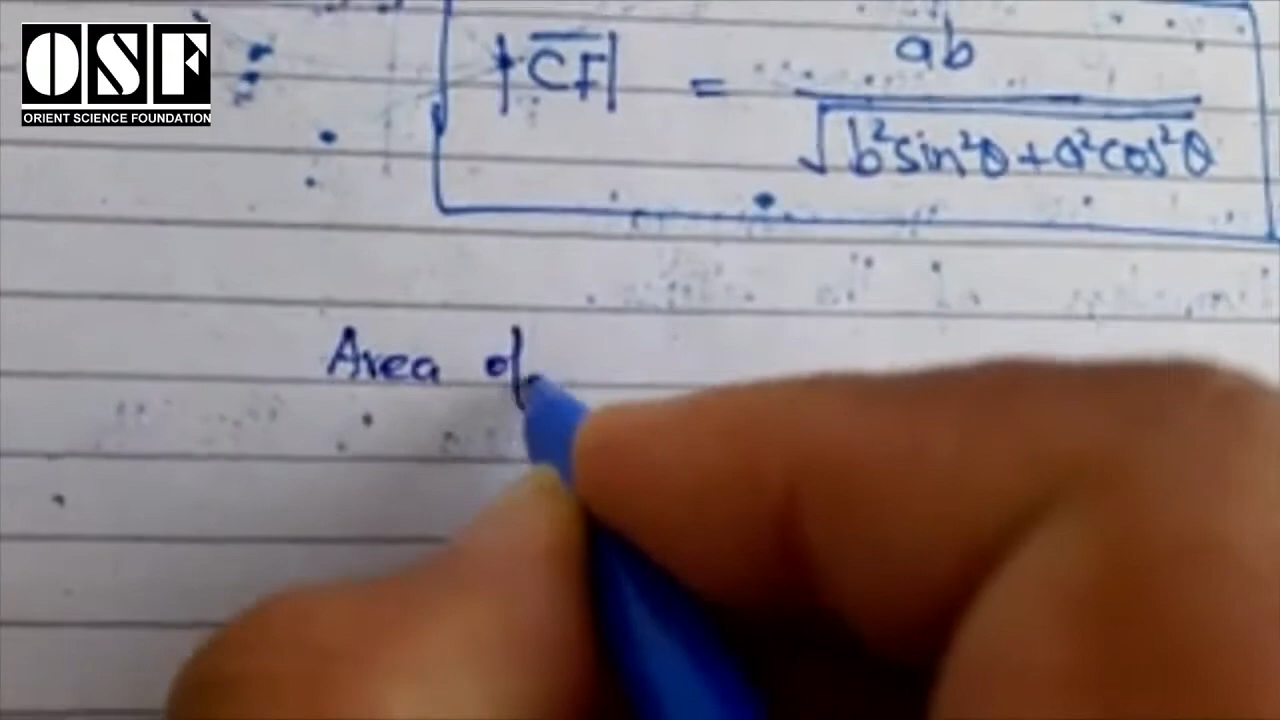 OSF
ORIENT SCIENCE FOUNDATION
|CF̅| = ab / √(b²sin²θ + a²cos²θ)
Area of